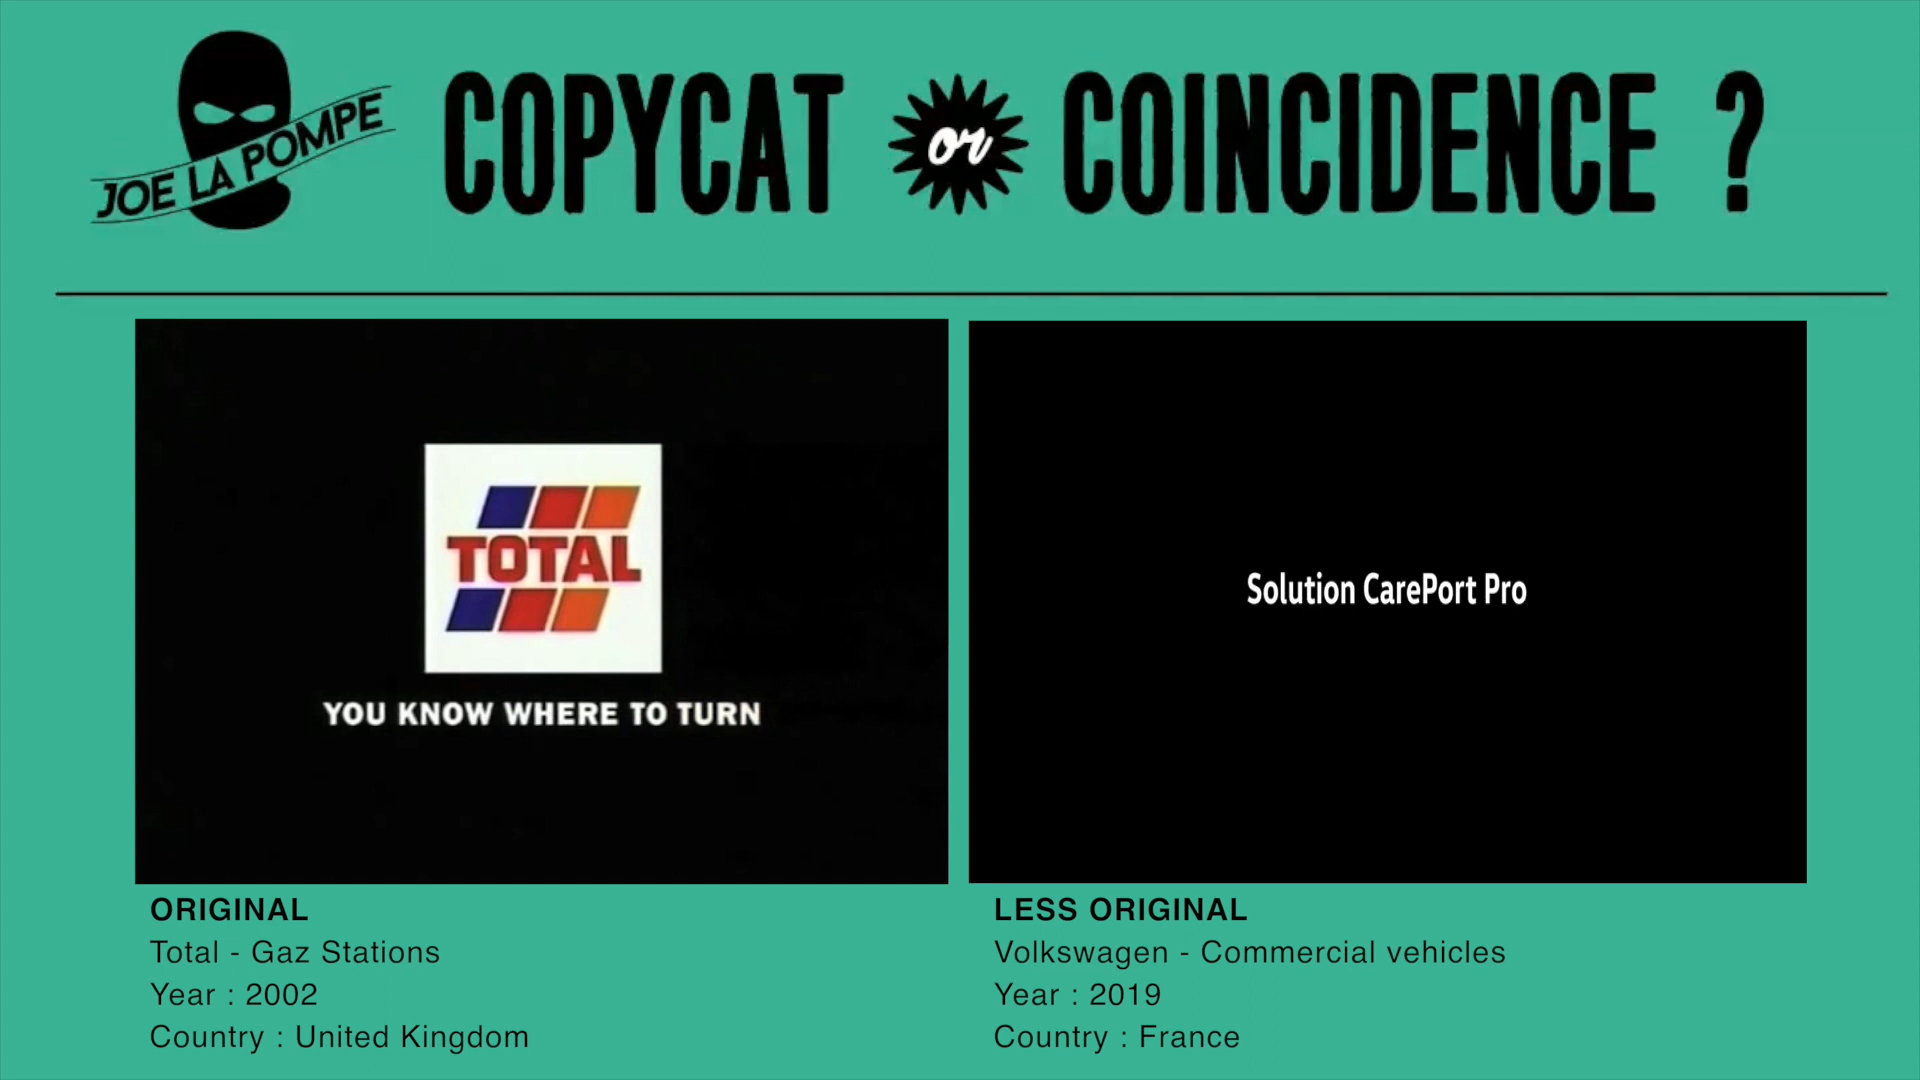 JOE LA POMPE
COPYCAT or COINCIDENCE ?
TOTAL
YOU KNOW WHERE TO TURN
Solution CarePort Pro
ORIGINAL
Total - Gaz Stations
Year : 2002
Country : United Kingdom
LESS ORIGINAL
Volkswagen - Commercial vehicles
Year : 2019
Country : France